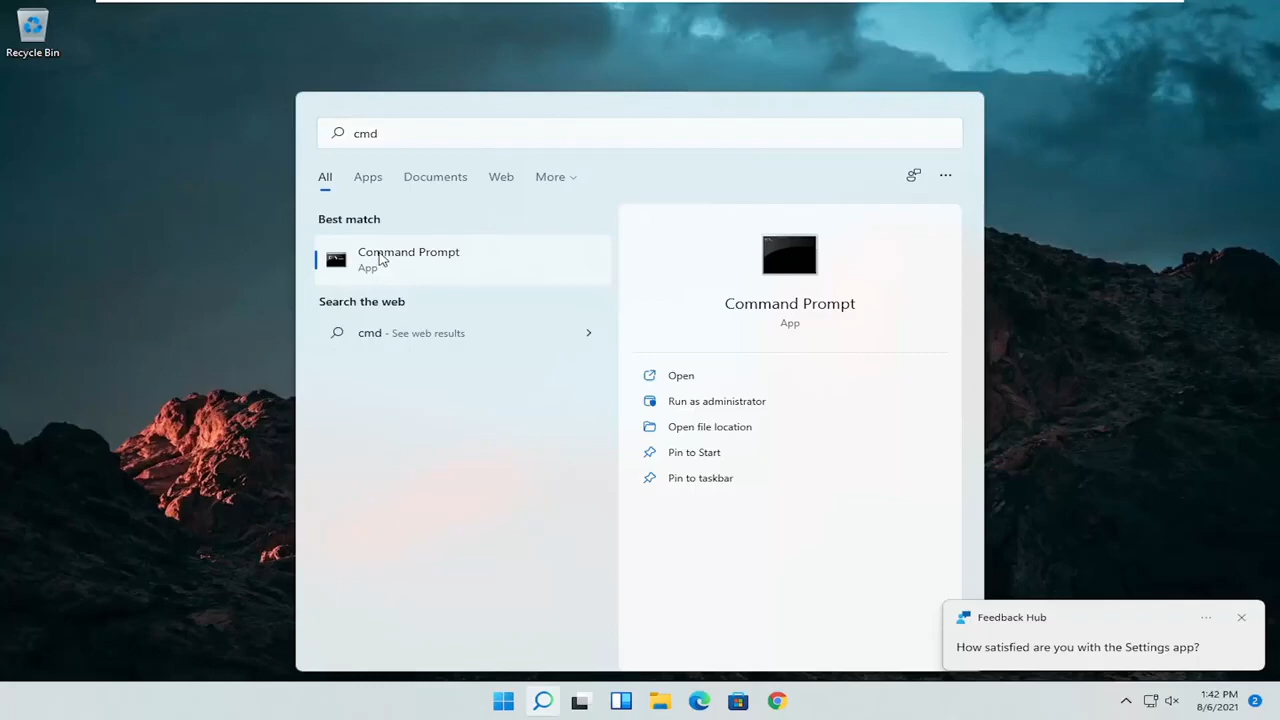 Recycle Bin
cmd
All Apps Documents Web More
Best match
Command Prompt
App
Search the web
cmd - See web results
Command Prompt
App
Open
Run as administrator
Open file location
Pin to Start
Pin to taskbar
Feedback Hub
How satisfied are you with the Settings app?
1:42 PM
8/6/2021
2